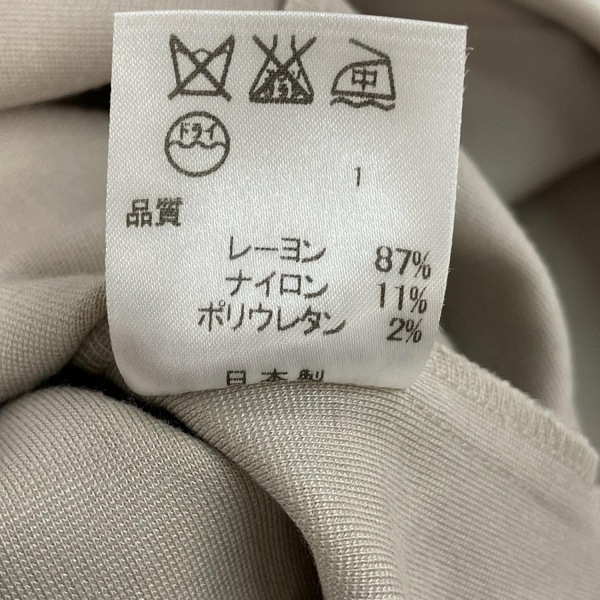 中
ドライ
1
品質
レーヨン 87%
ナイロン 11%
ポリウレタン 2%
日本製